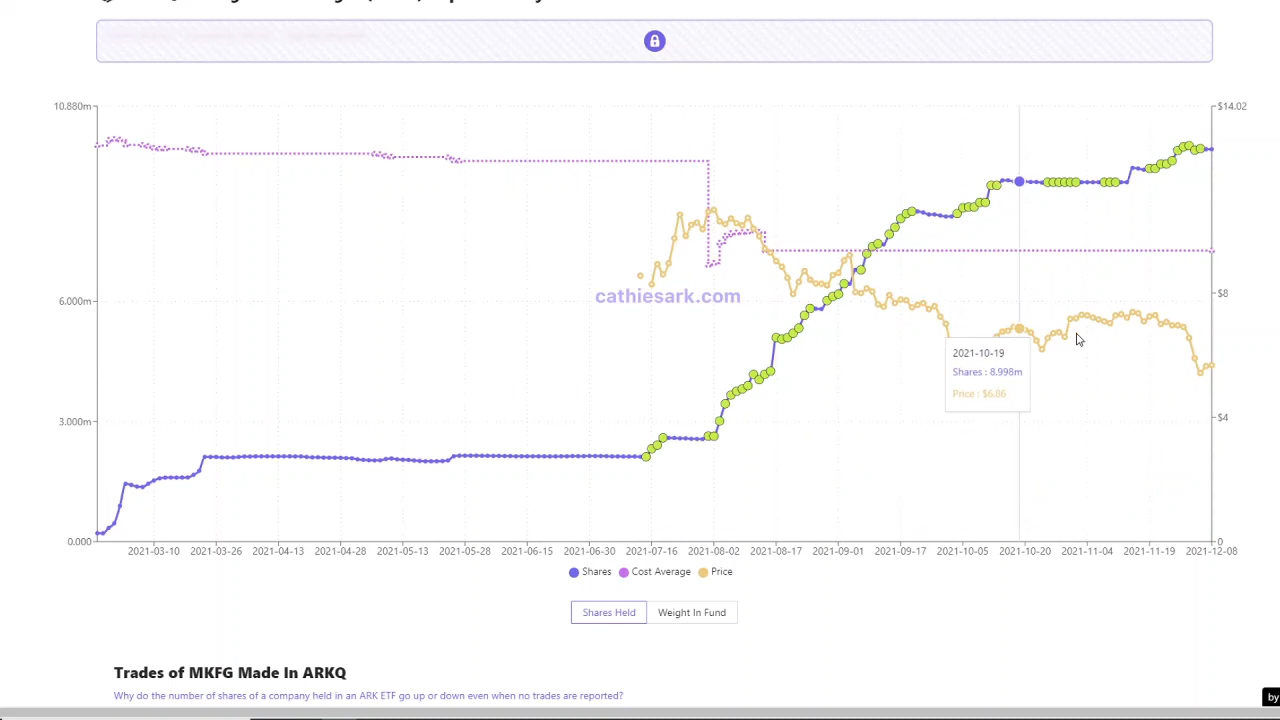 10.880m
$14.02
cathiesark.com
6.000m
$8
2021-10-19
Shares : 8.998m
Price : $6.86
3.000m
$4
0.000
0
2021-03-10 2021-03-26 2021-04-13 2021-04-28 2021-05-13 2021-05-28 2021-06-15 2021-06-30 2021-07-16 2021-08-02 2021-08-17 2021-09-01 2021-09-17 2021-10-05 2021-10-20 2021-11-04 2021-11-19 2021-12-08
Shares Cost Average Price
Shares Held Weight In Fund
Trades of MKFG Made In ARKQ
Why do the number of shares of a company held in an ARK ETF go up or down even when no trades are reported?
by